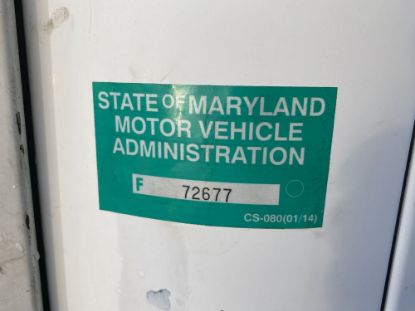 STATE OF MARYLAND
MOTOR VEHICLE
ADMINISTRATION
F 72677
CS-080(01/14)